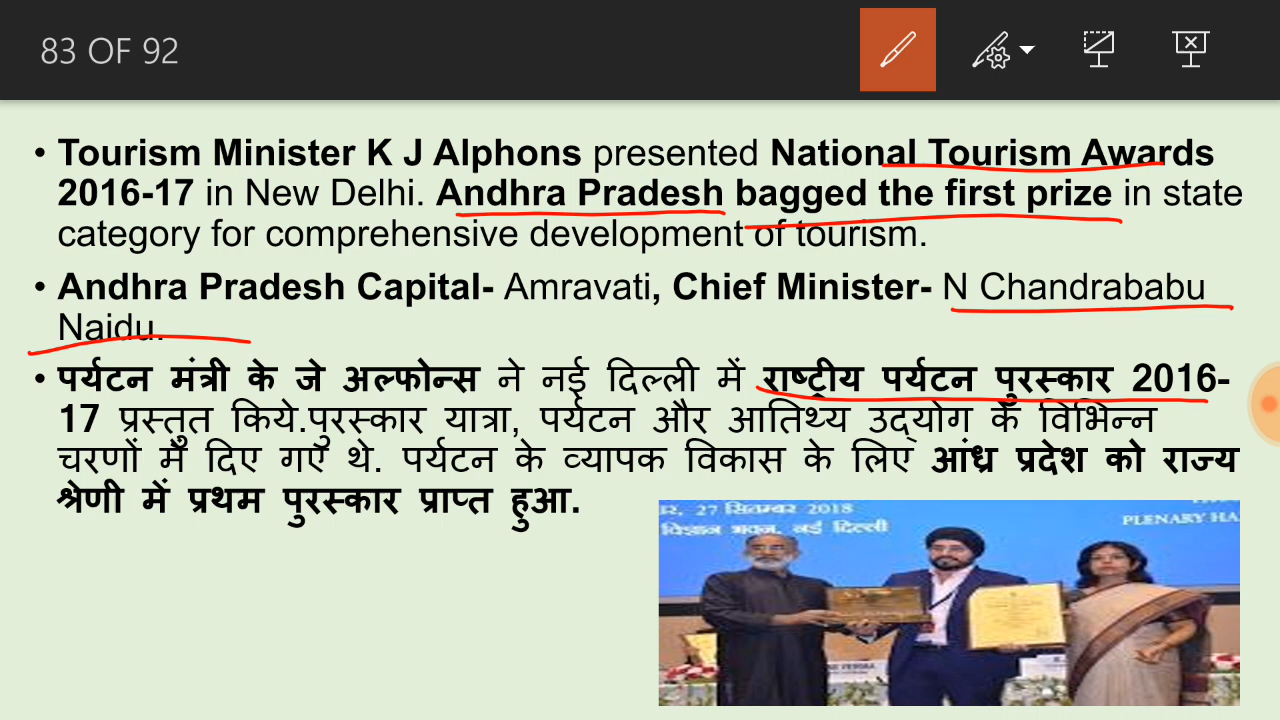 83 OF 92
• Tourism Minister K J Alphons presented National Tourism Awards
2016-17 in New Delhi. Andhra Pradesh bagged the first prize in state
category for comprehensive development of tourism.
• Andhra Pradesh Capital- Amravati, Chief Minister- N Chandrababu
Naidu.
• पर्यटन मंत्री के जे अल्फोन्स ने नई दिल्ली में राष्ट्रीय पर्यटन पुरस्कार 2016-
17 प्रस्तुत किये.पुरस्कार यात्रा, पर्यटन और आतिथ्य उद्योग के विभिन्न
चरणों में दिए गए थे. पर्यटन के व्यापक विकास के लिए आंध्र प्रदेश को राज्य
श्रेणी में प्रथम पुरस्कार प्राप्त हुआ.
27 सितम्बर 2018
विज्ञान भवन, नई दिल्ली
PLENARY HA